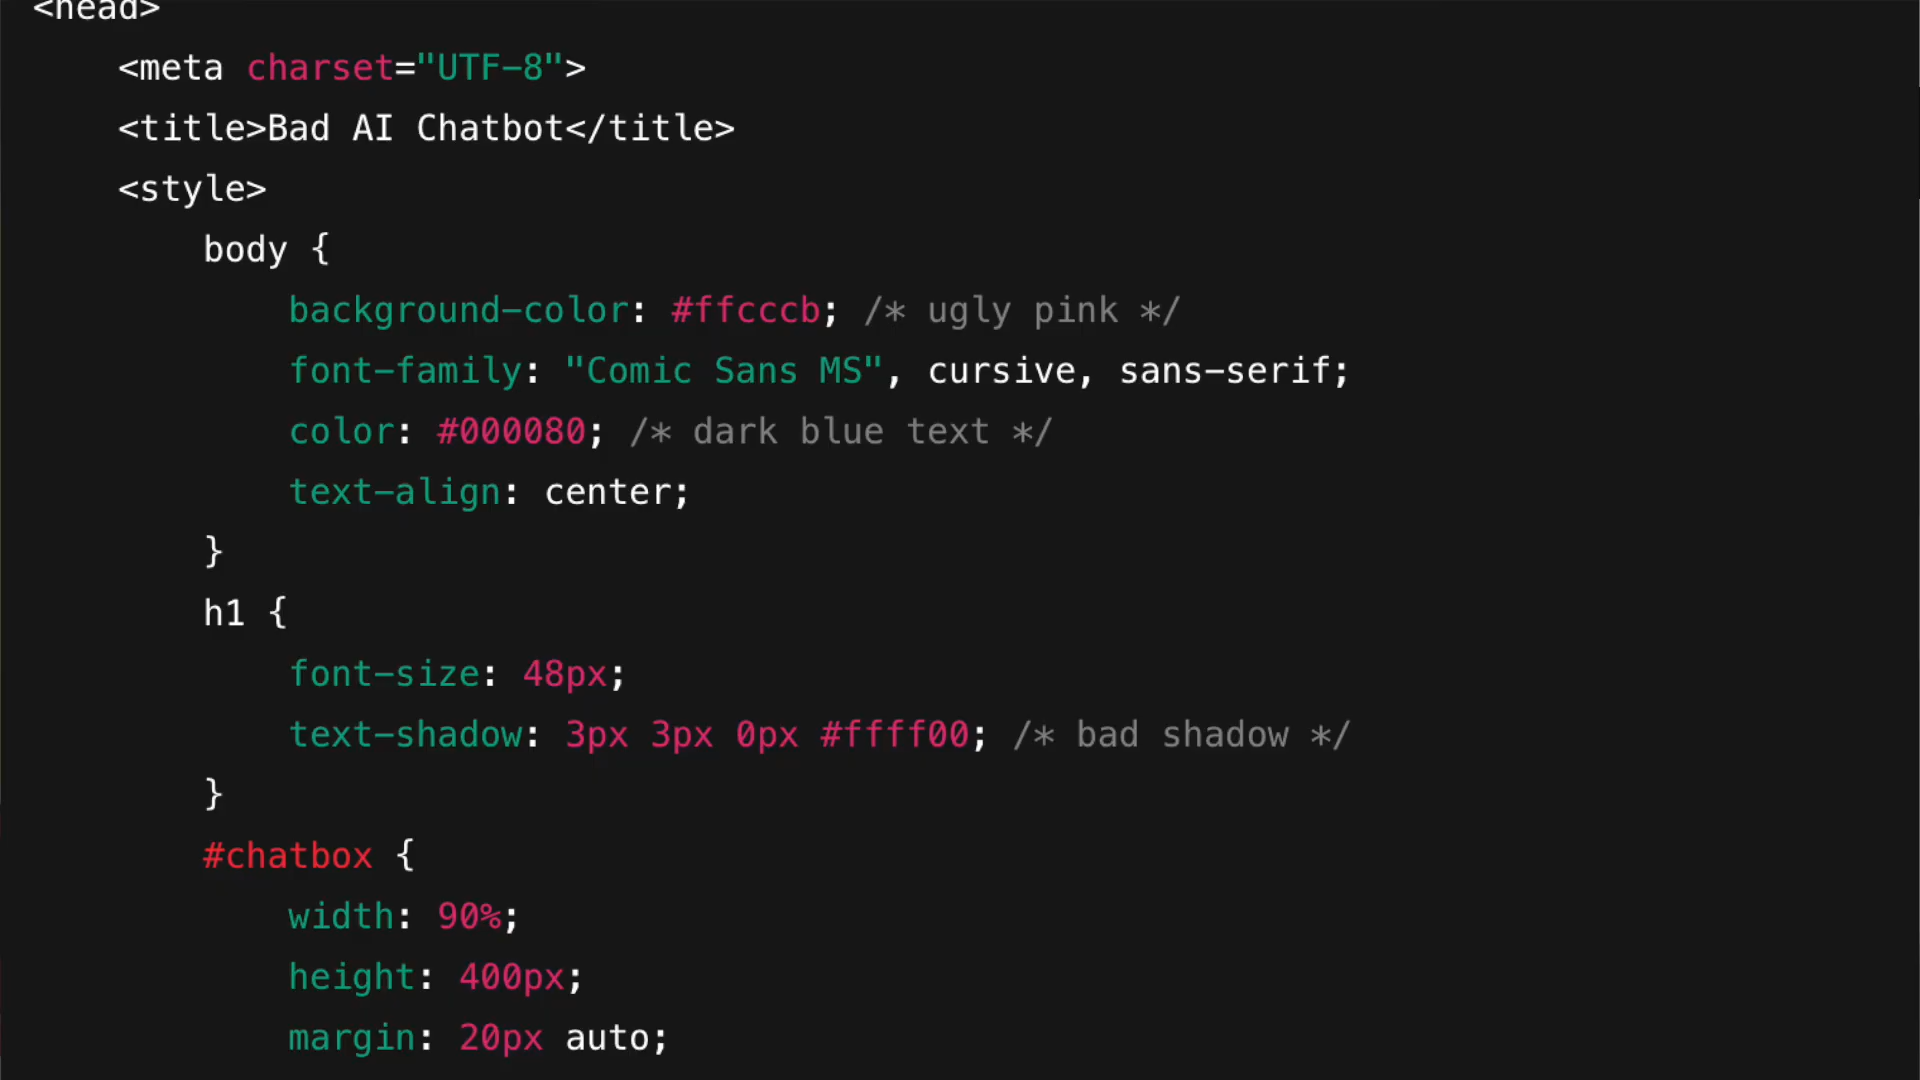 <head>
<meta charset="UTF-8">
<title>Bad AI Chatbot</title>
<style>
body {
background-color: #ffcccb; /* ugly pink */
font-family: "Comic Sans MS", cursive, sans-serif;
color: #000080; /* dark blue text */
text-align: center;
}
h1 {
font-size: 48px;
text-shadow: 3px 3px 0px #ffff00; /* bad shadow */
}
#chatbox {
width: 90%;
height: 400px;
margin: 20px auto;